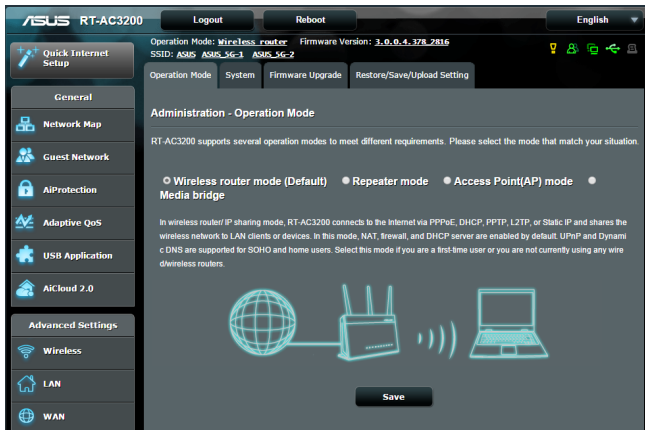 ASUS RT-AC3200 Logout Reboot English
Quick Internet Setup
Operation Mode: Wireless router Firmware Version: 3.0.0.4.378_2816
SSID: ASUS ASUS_5G-1 ASUS_5G-2
Operation Mode System Firmware Upgrade Restore/Save/Upload Setting
General
Network Map
Guest Network
AiProtection
Adaptive QoS
USB Application
AiCloud 2.0
Advanced Settings
Wireless
LAN
WAN
Administration - Operation Mode
RT-AC3200 supports several operation modes to meet different requirements. Please select the mode that match your situation.
Wireless router mode (Default) Repeater mode Access Point(AP) mode
Media bridge
In wireless router/ IP sharing mode, RT-AC3200 connects to the Internet via PPPoE, DHCP, PPTP, L2TP, or Static IP and shares the
wireless network to LAN clients or devices. In this mode, NAT, firewall, and DHCP server are enabled by default. UPnP and Dynami
c DNS are supported for SOHO and home users. Select this mode if you are a first-time user or you are not currently using any wire
d/wireless routers.
Save